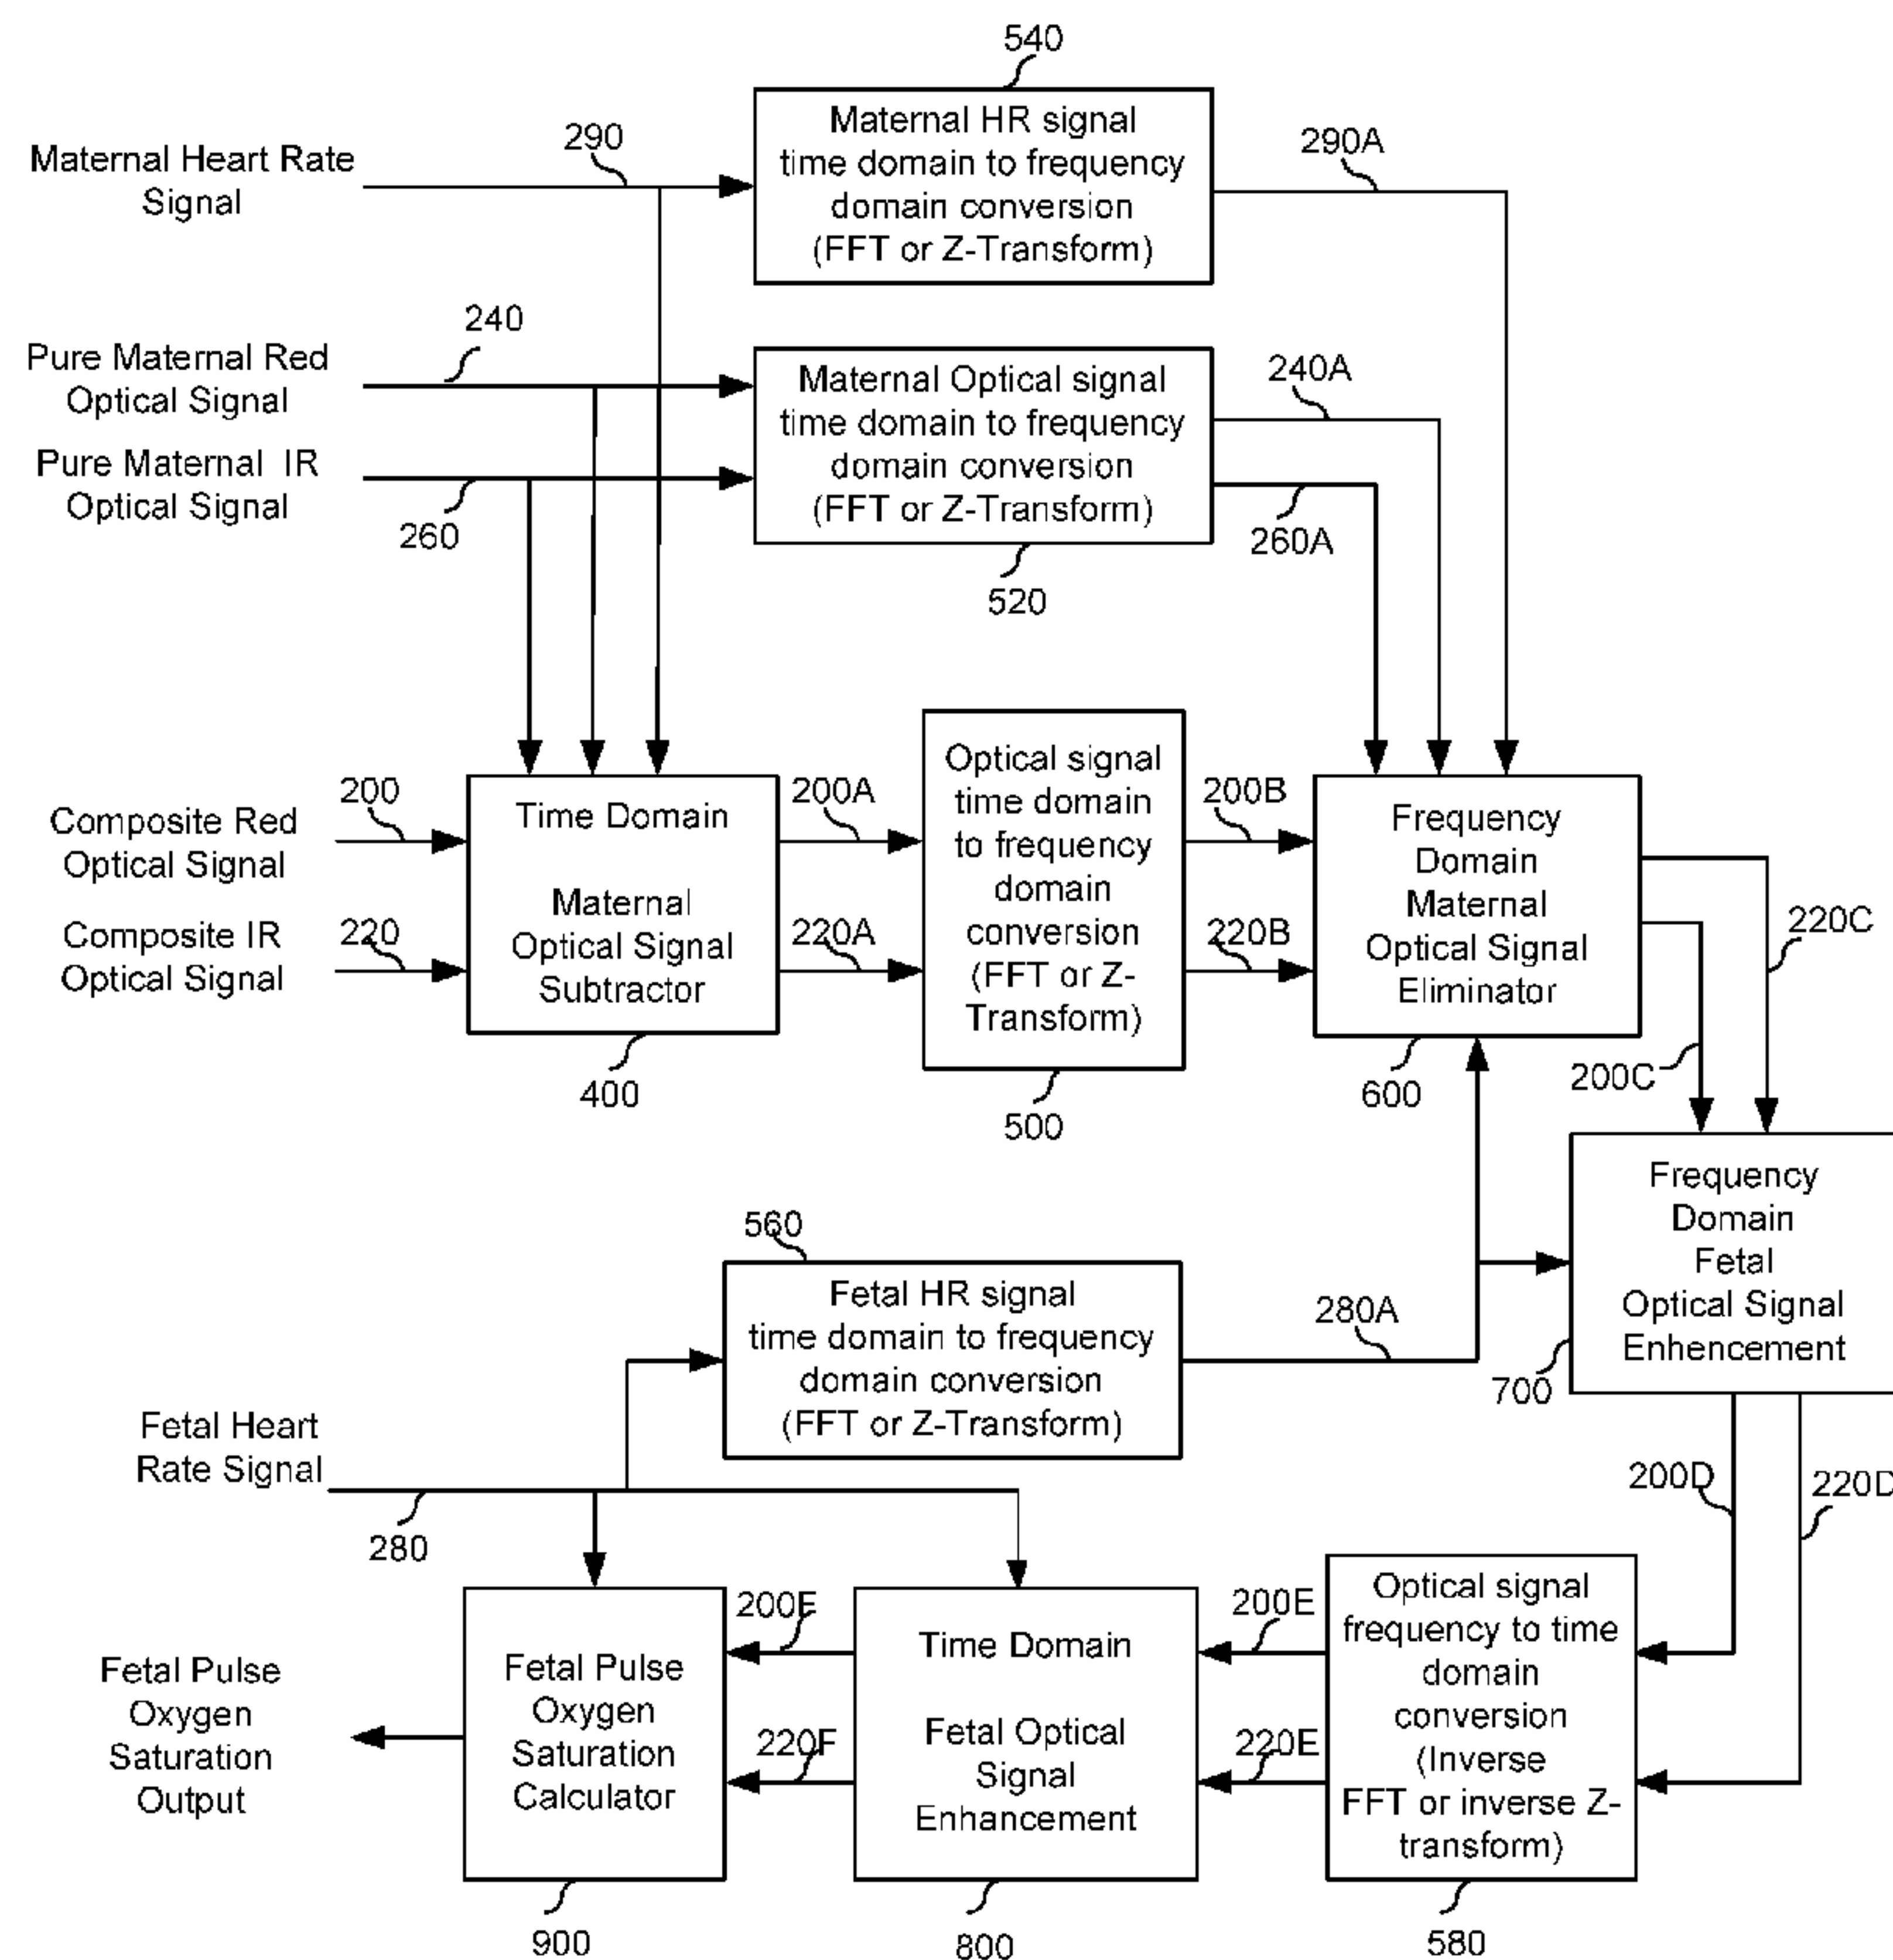 540
Maternal HR signal
time domain to frequency
domain conversion
(FFT or Z-Transform)
290
290A
Maternal Heart Rate
Signal
240
Pure Maternal Red
Optical Signal
Maternal Optical signal
time domain to frequency
domain conversion
(FFT or Z-Transform)
240A
Pure Maternal IR
Optical Signal
260
260A
520
Composite Red
Optical Signal
200
Composite IR
Optical Signal
220
Time Domain
Maternal
Optical Signal
Subtractor
400
200A
220A
Optical signal
time domain
to frequency
domain
conversion
(FFT or Z-
Transform)
500
200B
220B
Frequency
Domain
Maternal
Optical Signal
Eliminator
600
220C
200C
Frequency
Domain
Fetal
Optical Signal
Enhencement
700
560
Fetal HR signal
time domain to frequency
domain conversion
(FFT or Z-Transform)
280A
Fetal Heart
Rate Signal
280
200D
220D
Optical signal
frequency to time
domain
conversion
(Inverse
FFT or inverse Z-
transform)
580
200E
220E
Time Domain
Fetal Optical
Signal
Enhancement
800
200F
220F
Fetal Pulse
Oxygen
Saturation
Calculator
900
Fetal Pulse
Oxygen
Saturation
Output